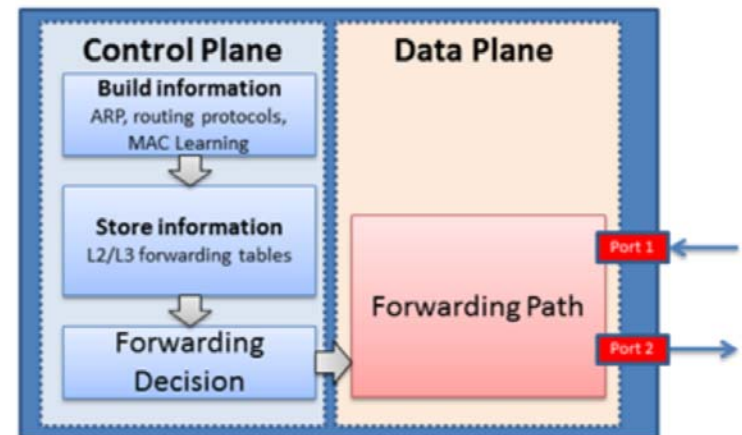 Control Plane
Build information
ARP, routing protocols,
MAC Learning
Store information
L2/L3 forwarding tables
Forwarding
Decision
Data Plane
Forwarding Path
Port 1
Port 2